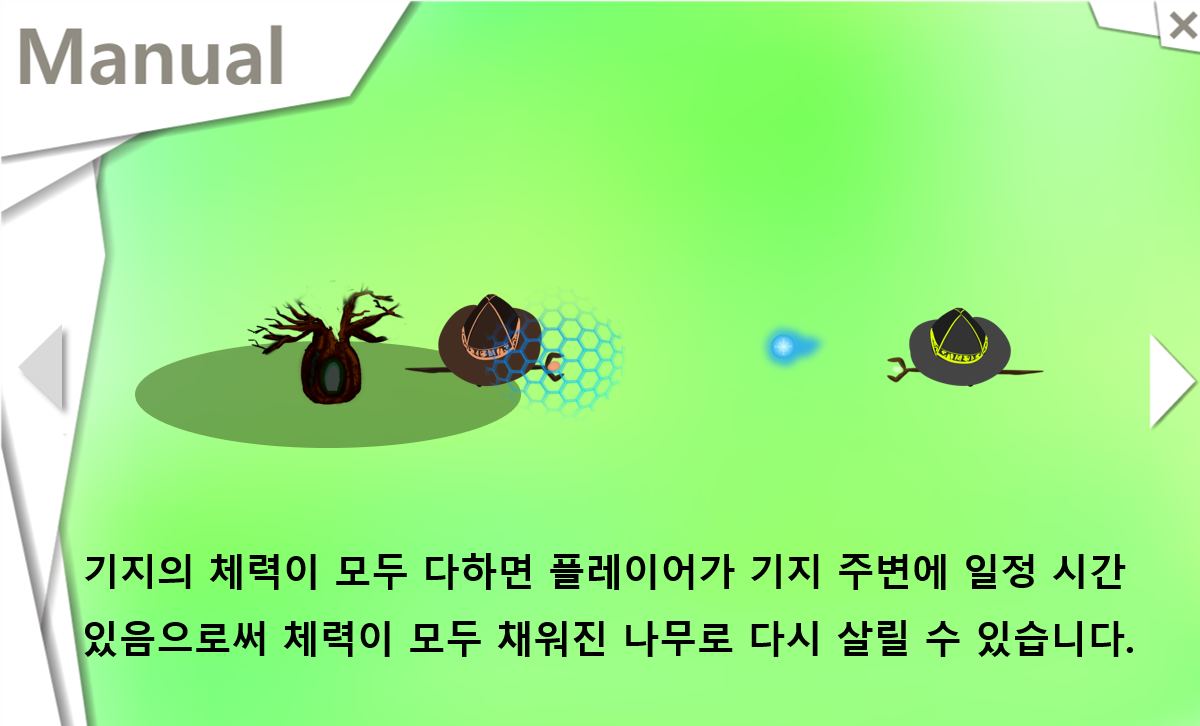 Manual
기지의 체력이 모두 다하면 플레이어가 기지 주변에 일정 시간
있음으로써 체력이 모두 채워진 나무로 다시 살릴 수 있습니다.